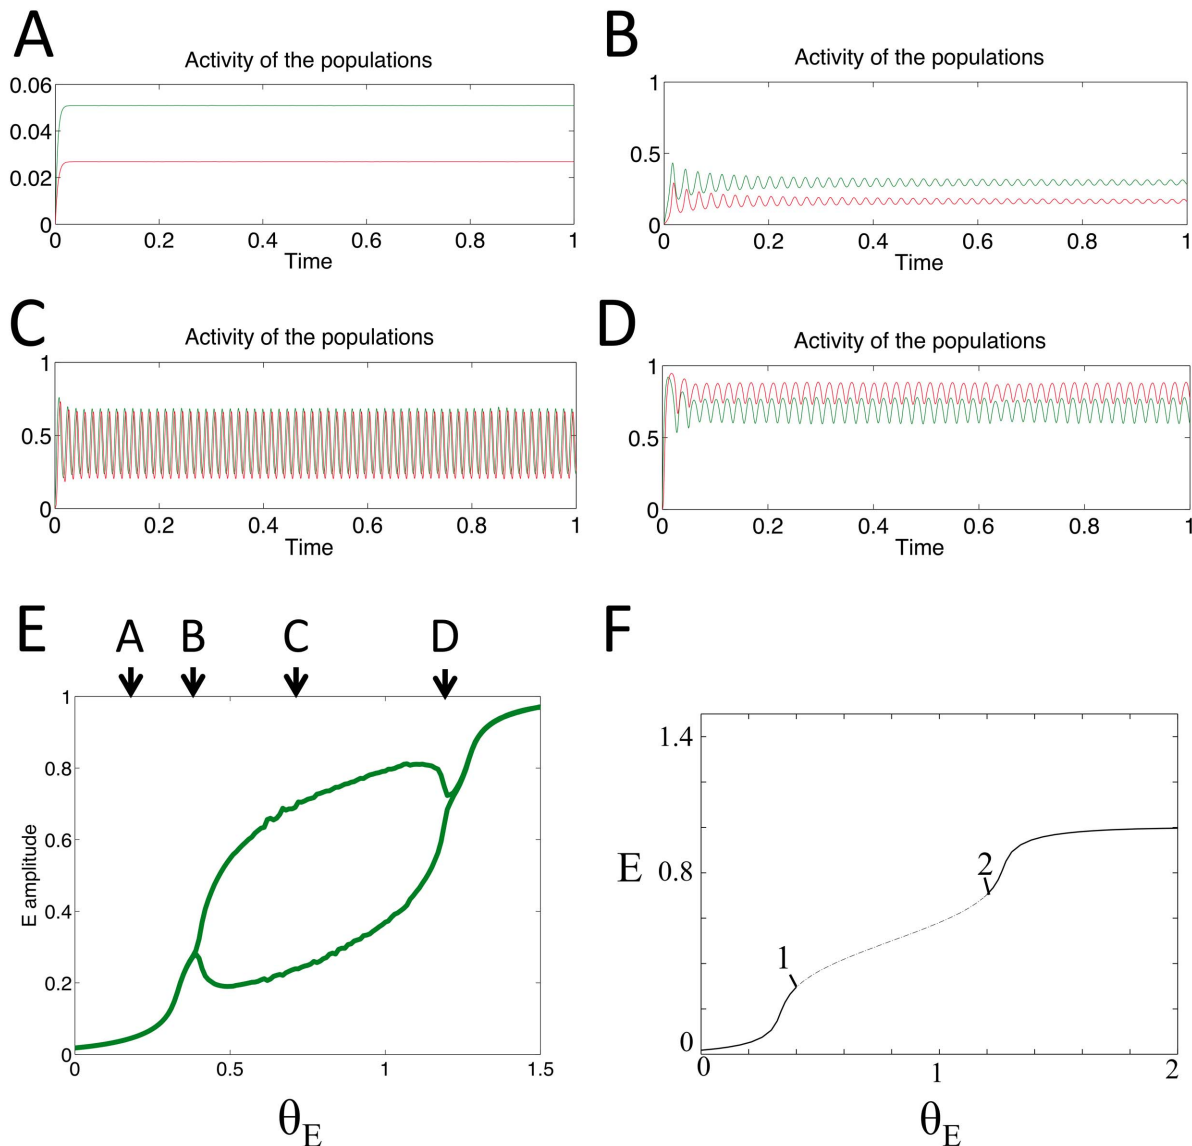 A
Activity of the populations
0.06
0.04
0.02
0
0 0.2 0.4 0.6 0.8 1
Time
B
Activity of the populations
1
0.5
0
0 0.2 0.4 0.6 0.8 1
Time
C
Activity of the populations
1
0.5
0
0 0.2 0.4 0.6 0.8 1
Time
D
Activity of the populations
1
0.5
0
0 0.2 0.4 0.6 0.8 1
Time
E
A B C D
1
0.8
0.6
0.4
0.2
0
E amplitude
0 0.5 1 1.5
θE
F
1.4
0.8
0
E
1
2
0 1 2
θE